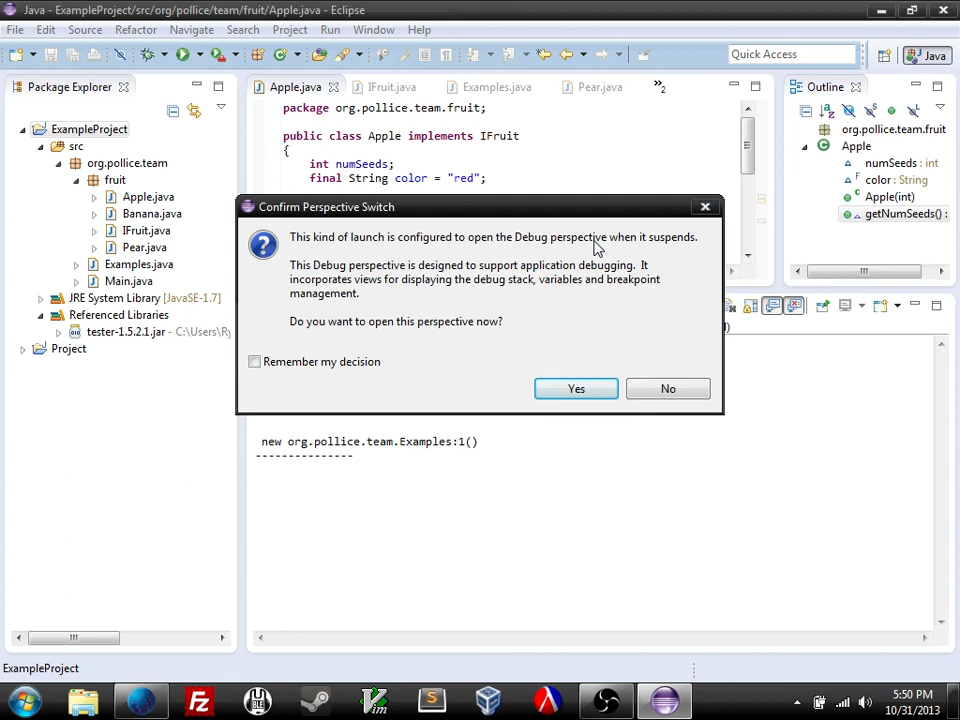 Java - ExampleProject/src/org/pollice/team/fruit/Apple.java - Eclipse
File Edit Source Refactor Navigate Search Project Run Window Help
Quick Access
Java
Package Explorer
Apple.java
IFruit.java
Examples.java
Pear.java
»2
Outline
ExampleProject
src
org.pollice.team
fruit
Apple.java
Banana.java
IFruit.java
Pear.java
Examples.java
Main.java
JRE System Library [JavaSE-1.7]
Referenced Libraries
tester-1.5.2.1.jar - C:\Users\Ry
Project
package org.pollice.team.fruit;
public class Apple implements IFruit
{
int numSeeds;
final String color = "red";
org.pollice.team.fruit
Apple
numSeeds : int
color : String
Apple(int)
getNumSeeds() :
Confirm Perspective Switch
This kind of launch is configured to open the Debug perspective when it suspends.
This Debug perspective is designed to support application debugging. It
incorporates views for displaying the debug stack, variables and breakpoint
management.
Do you want to open this perspective now?
Remember my decision
Yes
No
new org.pollice.team.Examples:1()
---------------
ExampleProject
5:50 PM
10/31/2013